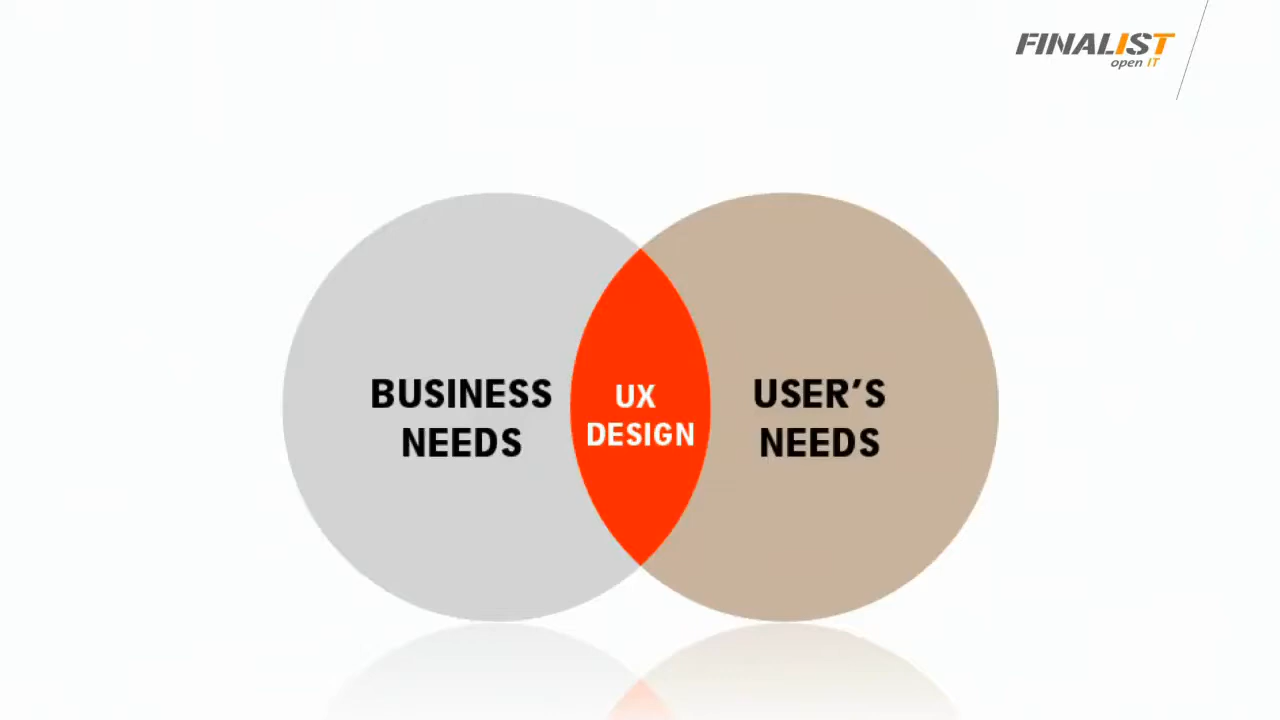 FINALIST
open IT
BUSINESS
NEEDS
UX
DESIGN
USER’S
NEEDS